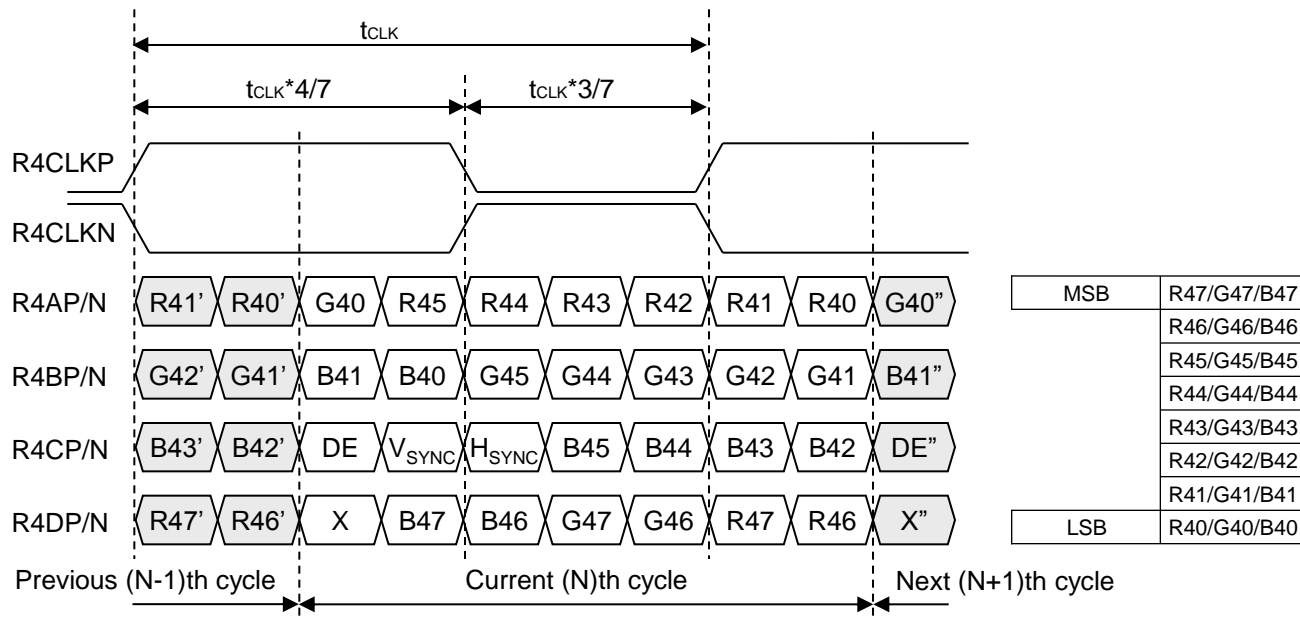 tCLK
tCLK*4/7 tCLK*3/7
R4CLKP
R4CLKN
R4AP/N R41’ R40’ G40 R45 R44 R43 R42 R41 R40 G40”
R4BP/N G42’ G41’ B41 B40 G45 G44 G43 G42 G41 B41”
R4CP/N B43’ B42’ DE VSYNC HSYNC B45 B44 B43 B42 DE”
R4DP/N R47’ R46’ X B47 B46 G47 G46 R47 R46 X”
Previous (N-1)th cycle Current (N)th cycle Next (N+1)th cycle
MSB R47/G47/B47
R46/G46/B46
R45/G45/B45
R44/G44/B44
R43/G43/B43
R42/G42/B42
R41/G41/B41
LSB R40/G40/B40